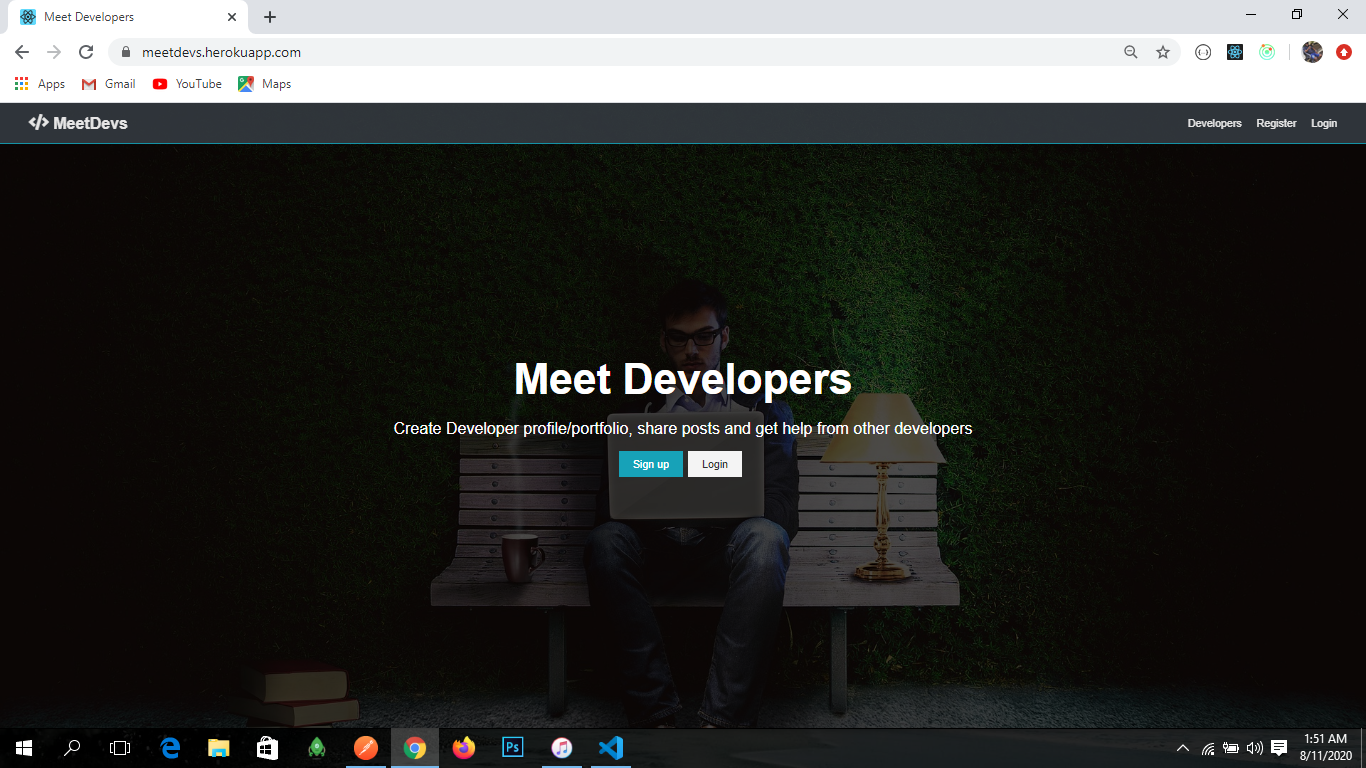 Meet Developers
meetdevs.herokuapp.com
Apps Gmail YouTube Maps
</> MeetDevs Developers Register Login
Meet Developers
Create Developer profile/portfolio, share posts and get help from other developers
Sign up Login
Ps
1:51 AM
8/11/2020